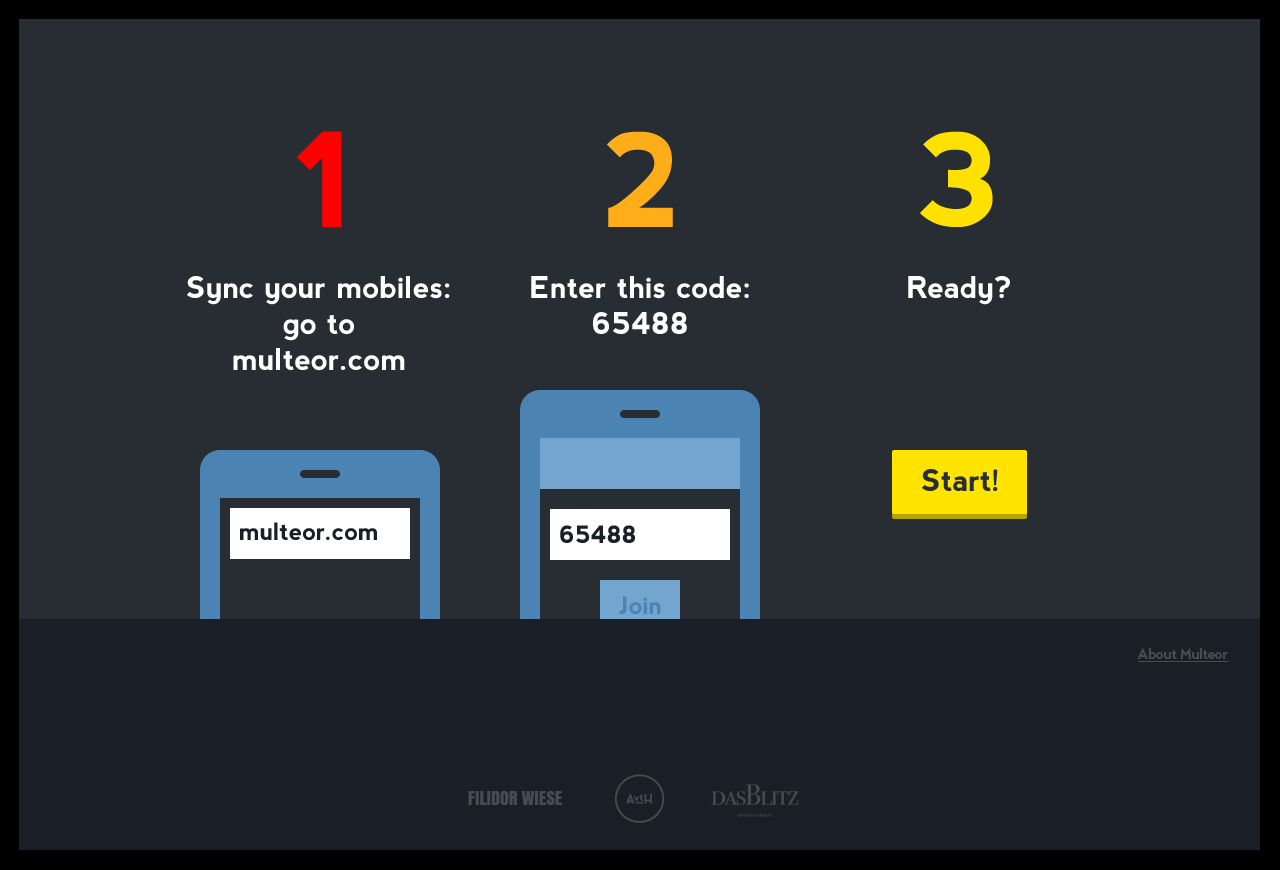 1
Sync your mobiles:
go to
multeor.com
multeor.com
2
Enter this code:
65488
65488
Join
3
Ready?
Start!
About Multeor
FILIDOR WIESE
AvtH
DASBLITZ